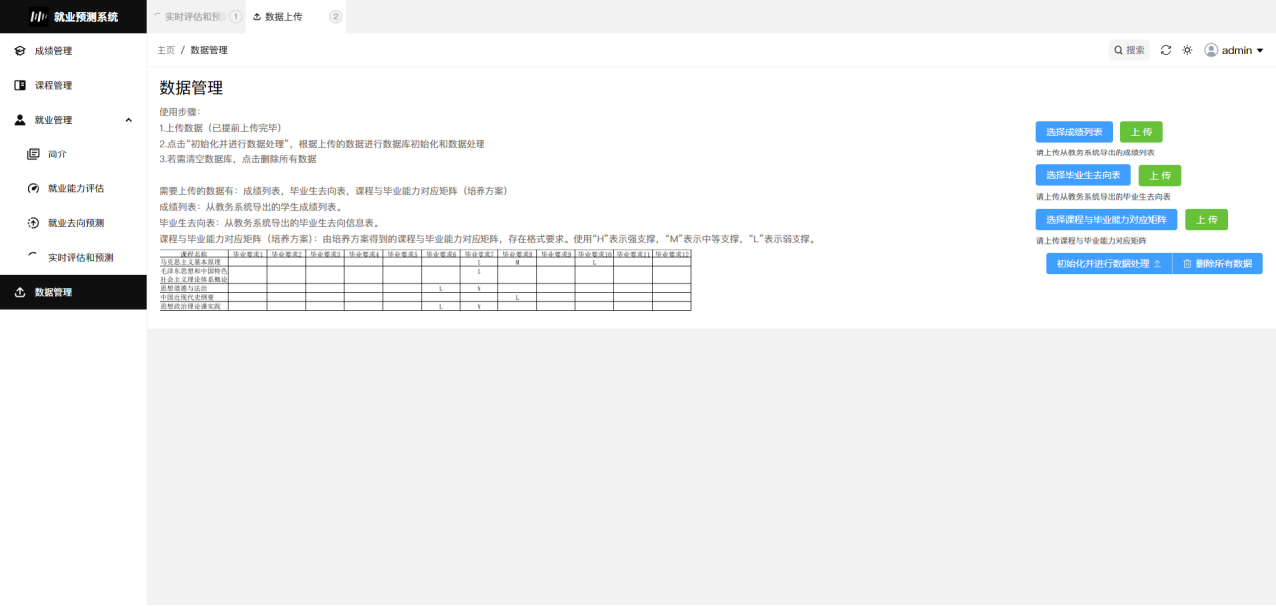 就业预测系统
实时评估和预 1
数据上传 2
成绩管理
课程管理
就业管理
简介
就业能力评估
就业去向预测
实时评估和预测
数据管理
主页 / 数据管理
搜索
admin
数据管理
使用步骤：
1.上传数据（已提前上传完毕）
2.点击“初始化并进行数据处理”，根据上传的数据进行数据库初始化和数据处理
3.若需清空数据库，点击删除所有数据
需要上传的数据有：成绩列表，毕业生去向表，课程与毕业能力对应矩阵（培养方案）
成绩列表：从教务系统导出的学生成绩列表。
毕业生去向表：从教务系统导出的毕业生去向信息表。
课程与毕业能力对应矩阵（培养方案）：由培养方案得到的课程与毕业能力对应矩阵，存在格式要求。使用“H”表示强支撑，“M”表示中等支撑，“L”表示弱支撑。
课程名称 毕业要求1 毕业要求2 毕业要求3 毕业要求4 毕业要求5 毕业要求6 毕业要求7 毕业要求8 毕业要求9 毕业要求10 毕业要求11 毕业要求12
马克思主义基本原理 M L
毛泽东思想和中国特色
社会主义理论体系概论
思想道德与法治 L
中国近现代史纲要 L
思想政治理论课实践 L
选择成绩列表 上 传
请上传从教务系统导出的成绩列表
选择毕业生去向表 上 传
请上传从教务系统导出的毕业生去向表
选择课程与毕业能力对应矩阵 上 传
请上传课程与毕业能力对应矩阵
初始化并进行数据处理 删除所有数据